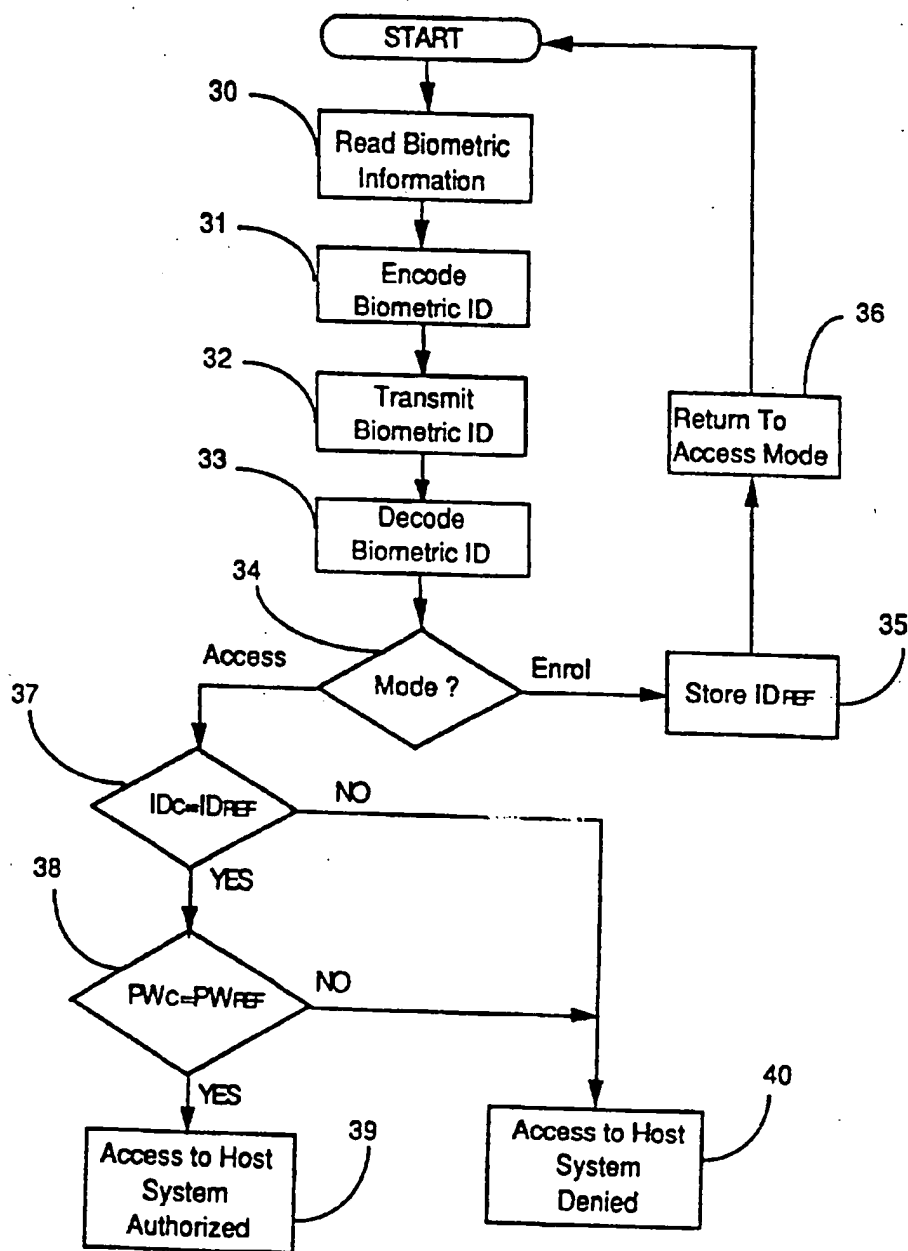 START
30
Read Biometric
Information
31
Encode
Biometric ID
32
Transmit
Biometric ID
33
Decode
Biometric ID
36
Return To
Access Mode
34
Mode ?
Access
Enrol
35
Store IDREF
37
IDC=IDREF
NO
YES
38
PWC=PWREF
NO
YES
39
Access to Host
System
Authorized
40
Access to Host
System
Denied